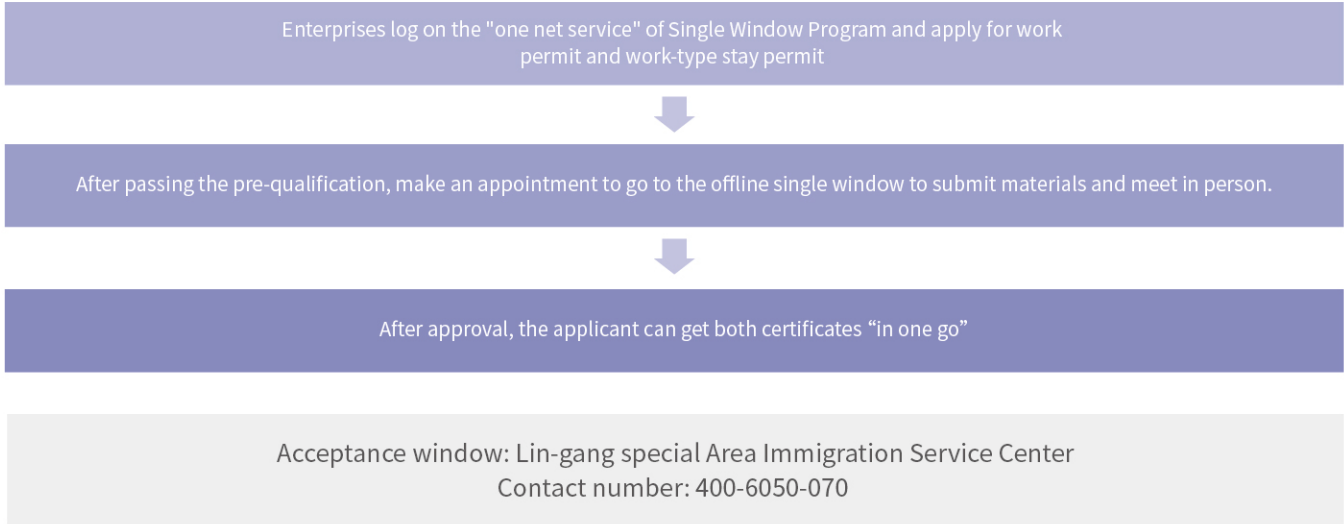 Enterprises log on the "one net service" of Single Window Program and apply for work
permit and work-type stay permit
After passing the pre-qualification, make an appointment to go to the offline single window to submit materials and meet in person.
After approval, the applicant can get both certificates “in one go”
Acceptance window: Lin-gang special Area Immigration Service Center
Contact number: 400-6050-070